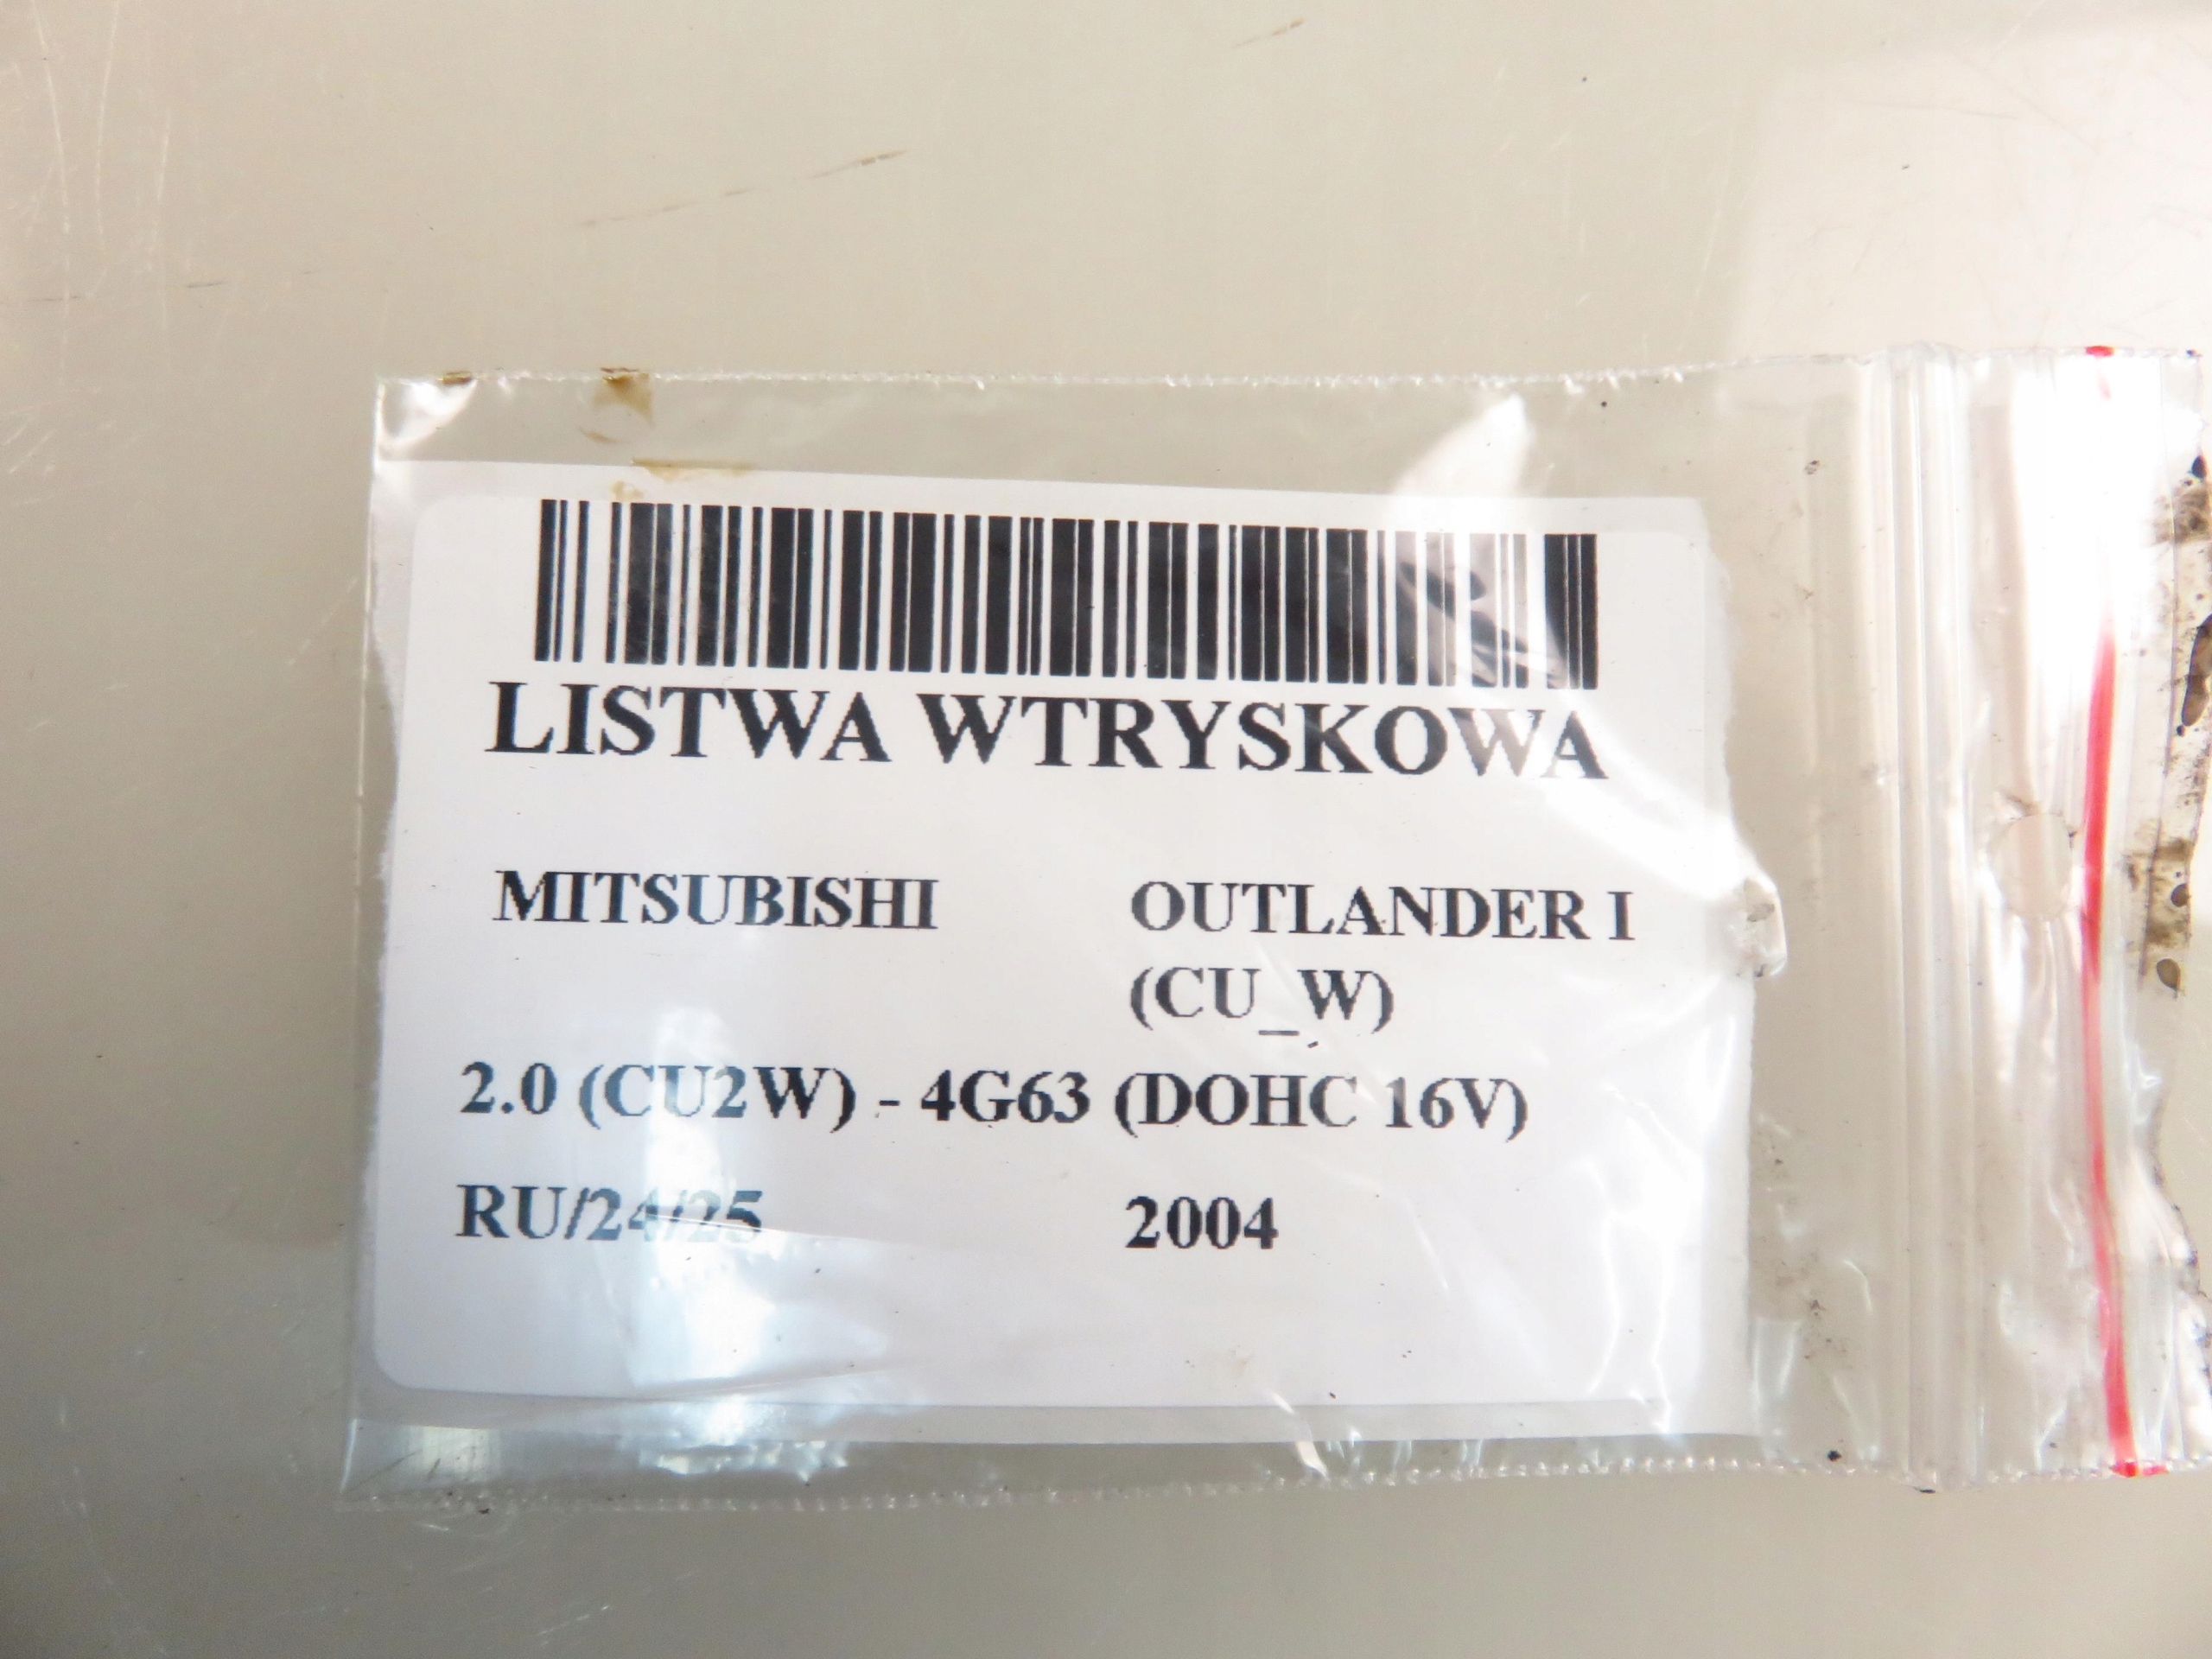 LISTWA WTRYSKOWA
MITSUBISHI OUTLANDER I
(CU_W)
2.0 (CU2W) - 4G63 (DOHC 16V)
RU/24/25 2004